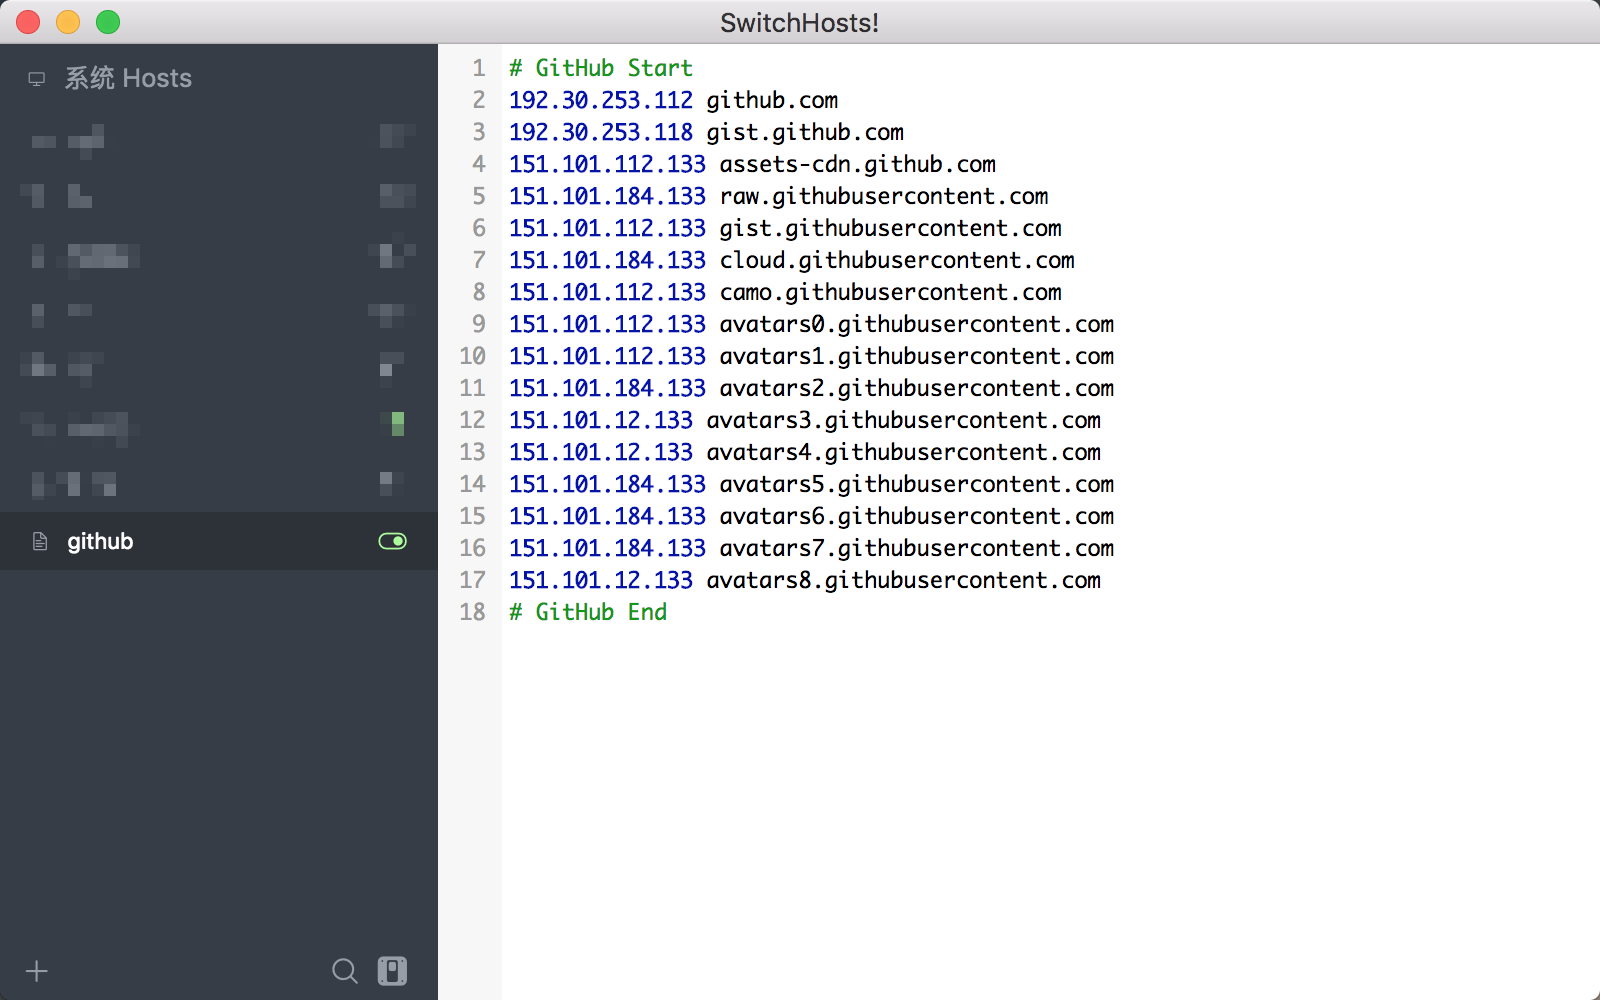 SwitchHosts!
系统 Hosts
github
1 # GitHub Start
2 192.30.253.112 github.com
3 192.30.253.118 gist.github.com
4 151.101.112.133 assets-cdn.github.com
5 151.101.184.133 raw.githubusercontent.com
6 151.101.112.133 gist.githubusercontent.com
7 151.101.184.133 cloud.githubusercontent.com
8 151.101.112.133 camo.githubusercontent.com
9 151.101.112.133 avatars0.githubusercontent.com
10 151.101.112.133 avatars1.githubusercontent.com
11 151.101.184.133 avatars2.githubusercontent.com
12 151.101.12.133 avatars3.githubusercontent.com
13 151.101.12.133 avatars4.githubusercontent.com
14 151.101.184.133 avatars5.githubusercontent.com
15 151.101.184.133 avatars6.githubusercontent.com
16 151.101.184.133 avatars7.githubusercontent.com
17 151.101.12.133 avatars8.githubusercontent.com
18 # GitHub End